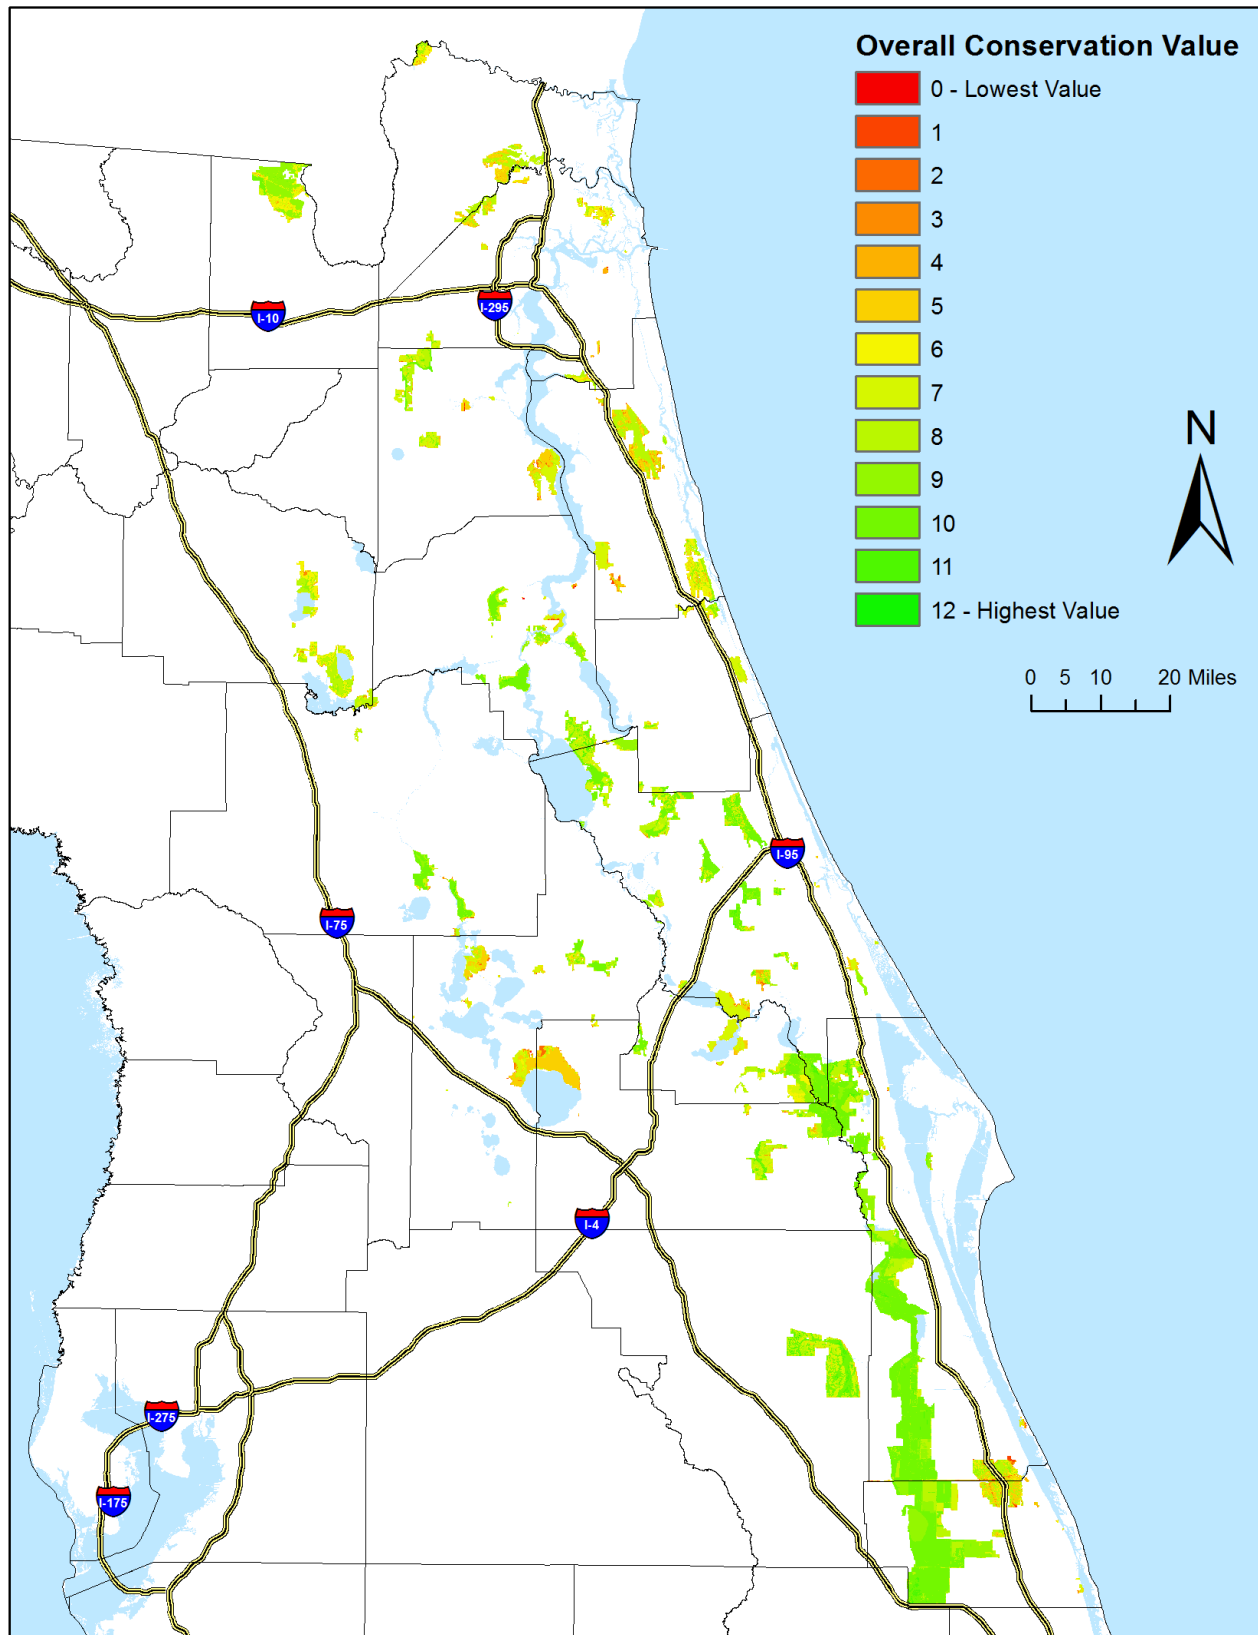 Overall Conservation Value
0 - Lowest Value
1
2
3
4
5
6
7
8
9
10
11
12 - Highest Value
N
0 5 10 20 Miles
I-10
I-295
I-95
I-75
I-4
I-275
I-175